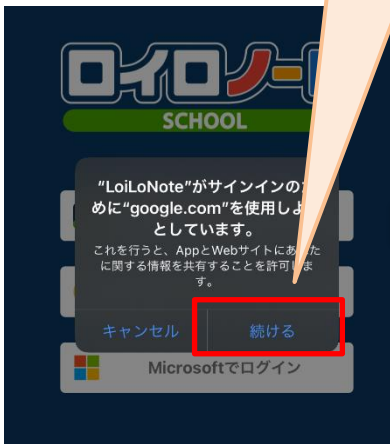 ロイロノー
SCHOOL
“LoiLoNote”がサインインの
めに“google.com”を使用しよ
としています。
これを行うと、AppとWebサイトにあ
に関する情報を共有することを許可しま
す。
キャンセル
続ける
Microsoftでログイン